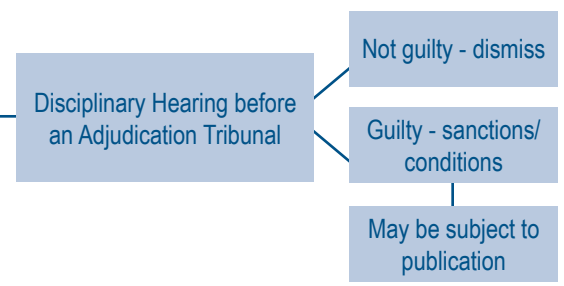 Disciplinary Hearing before
an Adjudication Tribunal
Not guilty - dismiss
Guilty - sanctions/
conditions
May be subject to
publication